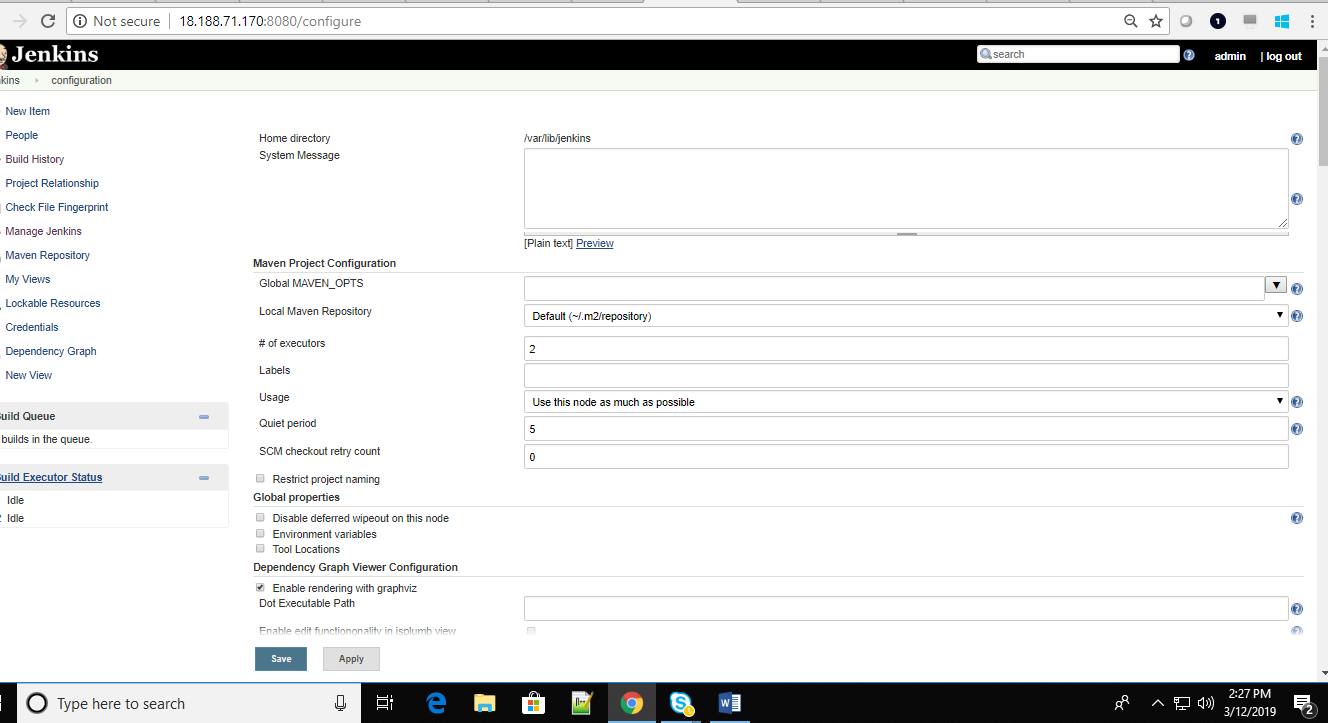 Not secure 18.188.71.170:8080/configure
1
Jenkins
search admin | log out
kins configuration
New Item
People
Build History
Project Relationship
Check File Fingerprint
Manage Jenkins
Maven Repository
My Views
Lockable Resources
Credentials
Dependency Graph
New View
uild Queue
builds in the queue.
uild Executor Status
Idle
2 Idle
Home directory /var/lib/jenkins
System Message
[Plain text] Preview
Maven Project Configuration
Global MAVEN_OPTS
Local Maven Repository Default (~/.m2/repository)
# of executors 2
Labels
Usage Use this node as much as possible
Quiet period 5
SCM checkout retry count 0
Restrict project naming
Global properties
Disable deferred wipeout on this node
Environment variables
Tool Locations
Dependency Graph Viewer Configuration
Enable rendering with graphviz
Dot Executable Path
Enable edit functiononality in jsplumb view
Save Apply
Type here to search
2:27 PM
3/12/2019
2